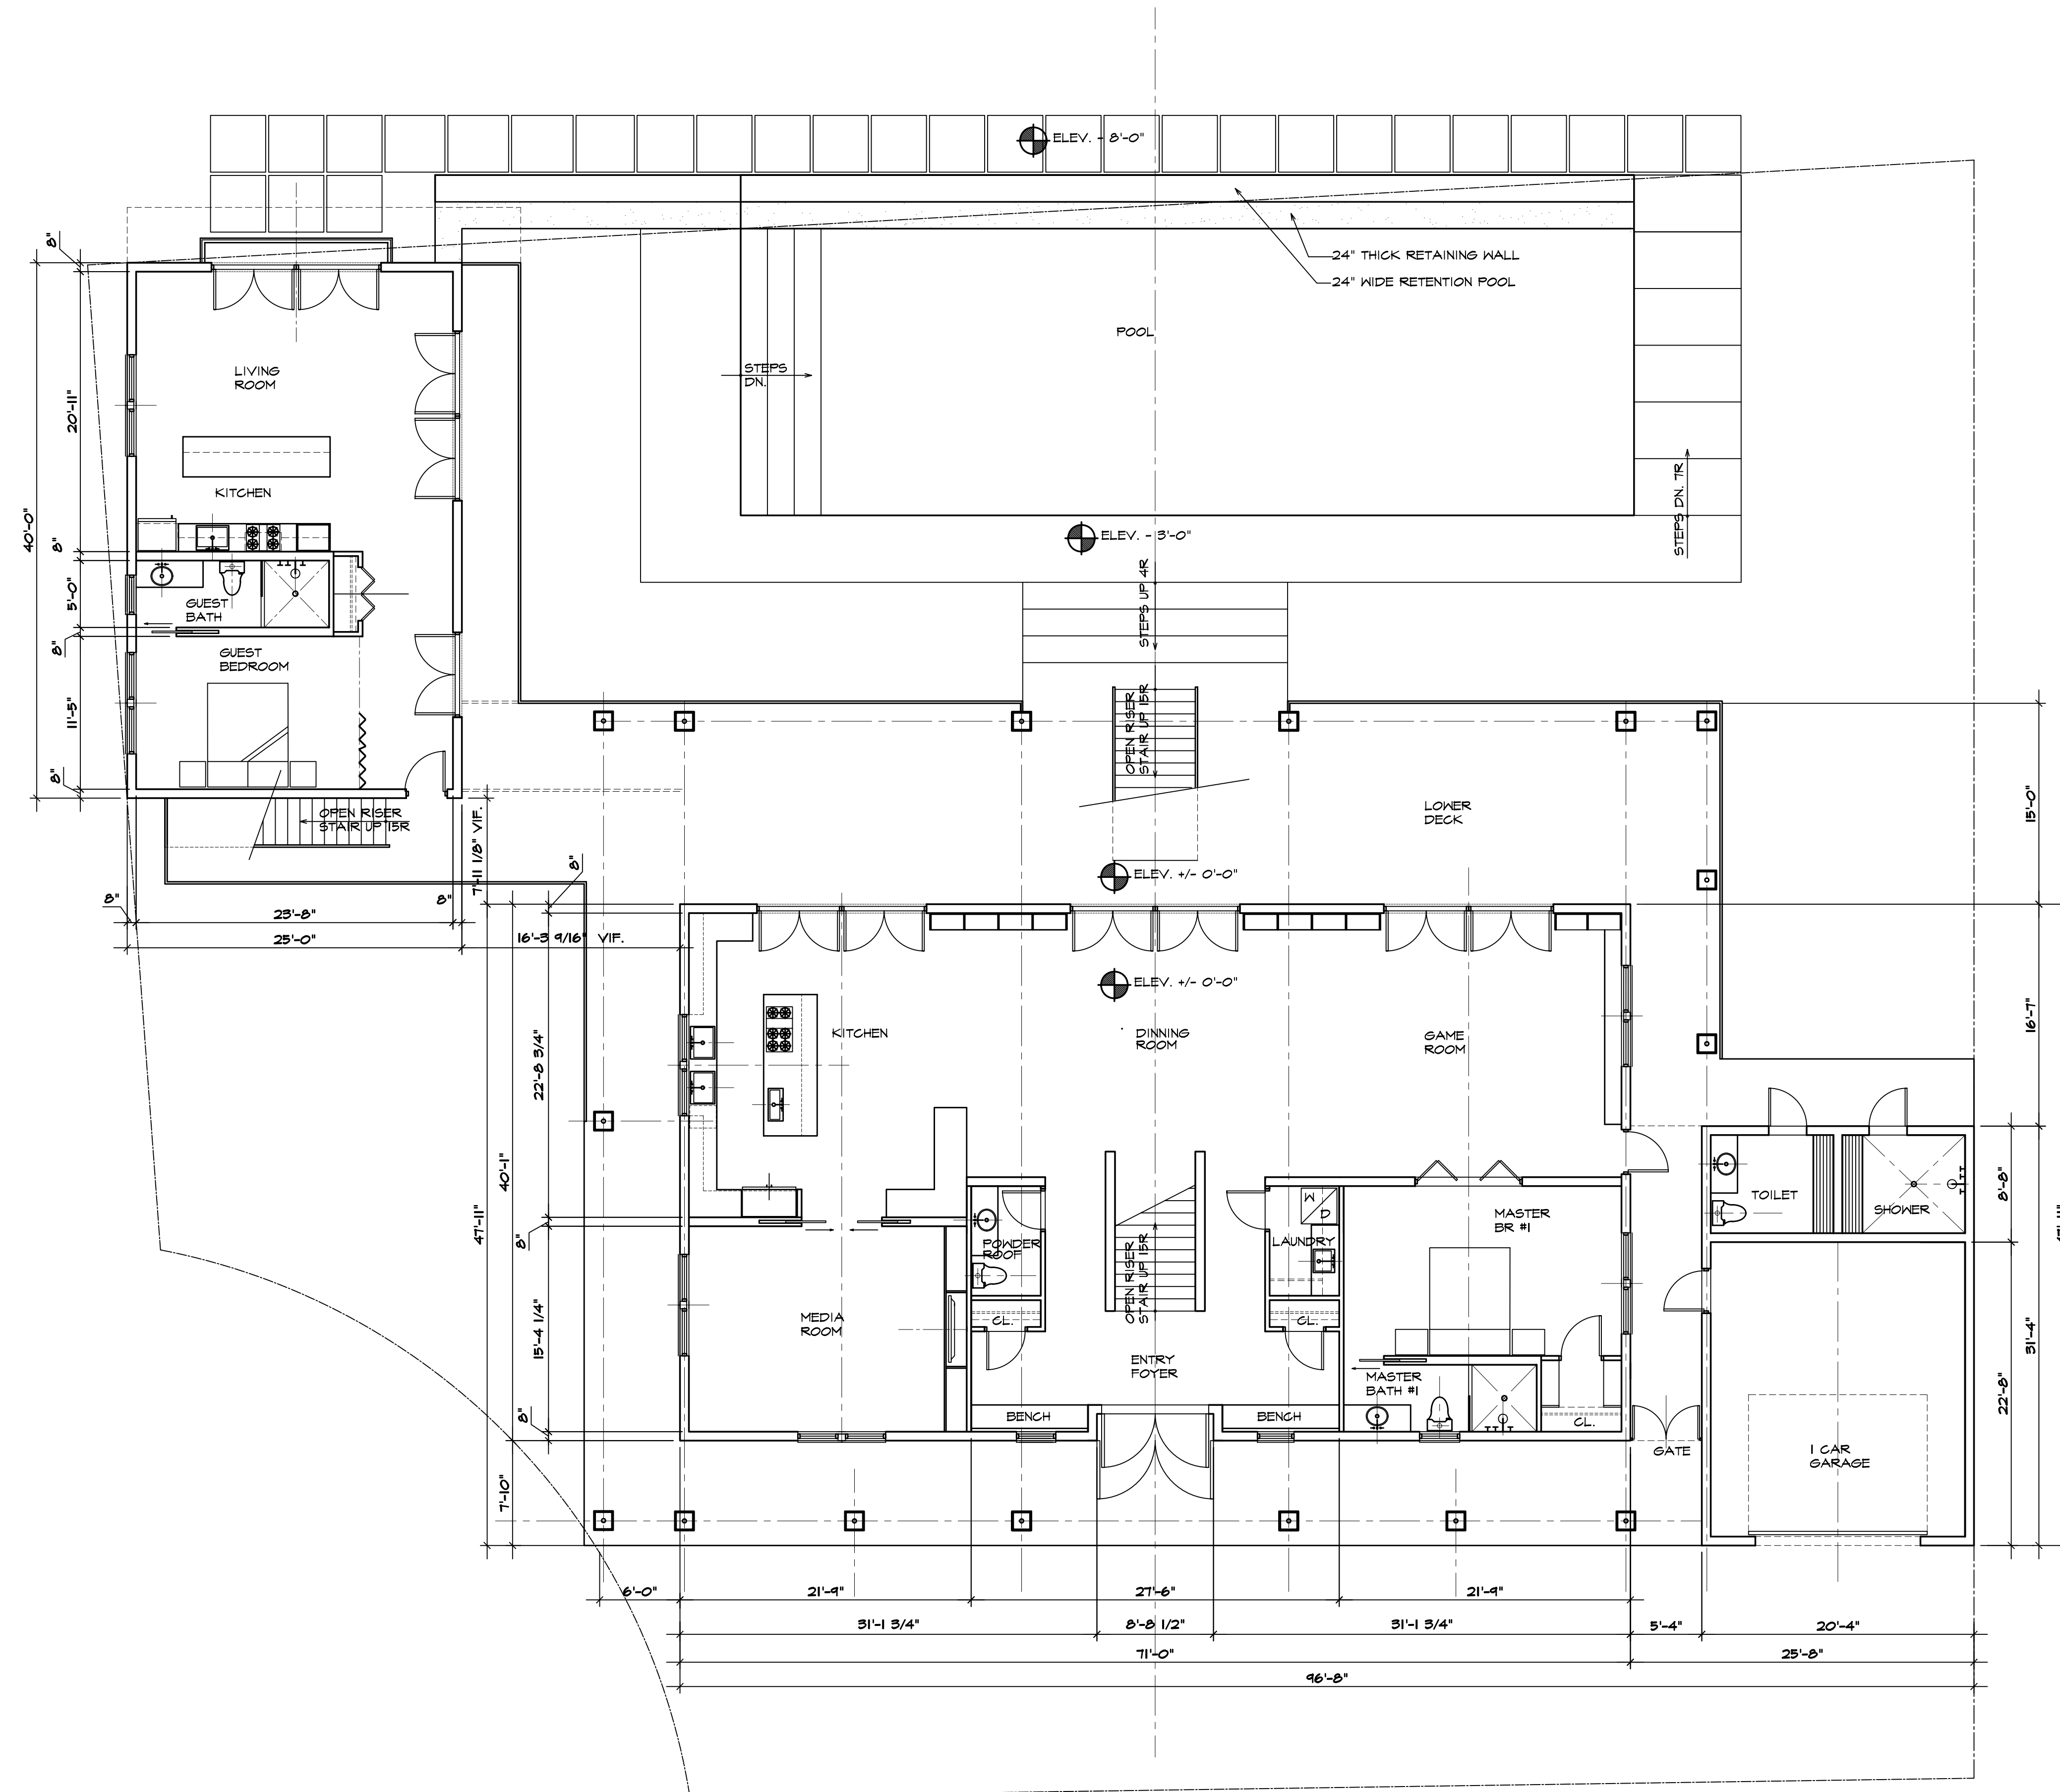 ELEV. - 8'-0"
24" THICK RETAINING WALL
24" WIDE RETENTION POOL
POOL
STEPS
DN.
STEPS DN. 7R
ELEV. - 3'-0"
STEPS UP 4R
OPEN RISER
STAIR UP 15R
8"
40'-0"
20'-11"
8"
5'-0"
8"
11'-5"
8"
LIVING
ROOM
KITCHEN
GUEST
BATH
GUEST
BEDROOM
OPEN RISER
STAIR UP 15R
8"
23'-8"
8"
25'-0"
16'-3 9/16" VIF.
7'-11 1/8" VIF.
8"
LOWER
DECK
ELEV. +/- 0'-0"
ELEV. +/- 0'-0"
KITCHEN
DINNING
ROOM
GAME
ROOM
15'-0"
16'-7"
22'-8 3/4"
40'-1"
47'-11"
8"
15'-4 1/4"
8"
7'-10"
POWDER
ROOF
CL.
OPEN RISER
STAIR UP 15R
W
D
LAUNDRY
CL.
MASTER
BR #1
MEDIA
ROOM
ENTRY
FOYER
MASTER
BATH #1
BENCH
BENCH
CL.
GATE
TOILET
SHOWER
1 CAR
GARAGE
8'-8"
31'-4"
22'-8"
6'-0"
21'-9"
27'-6"
21'-9"
31'-1 3/4"
8'-8 1/2"
31'-1 3/4"
5'-4"
20'-4"
71'-0"
25'-8"
96'-8"